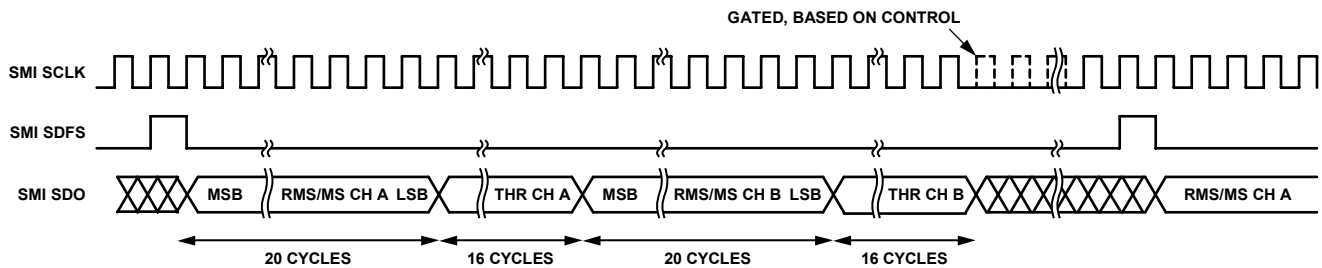 GATED, BASED ON CONTROL
SMI SCLK
SMI SDFS
SMI SDO
MSB
RMS/MS CH A LSB
THR CH A
MSB
RMS/MS CH B LSB
THR CH B
RMS/MS CH A
20 CYCLES
16 CYCLES
20 CYCLES
16 CYCLES